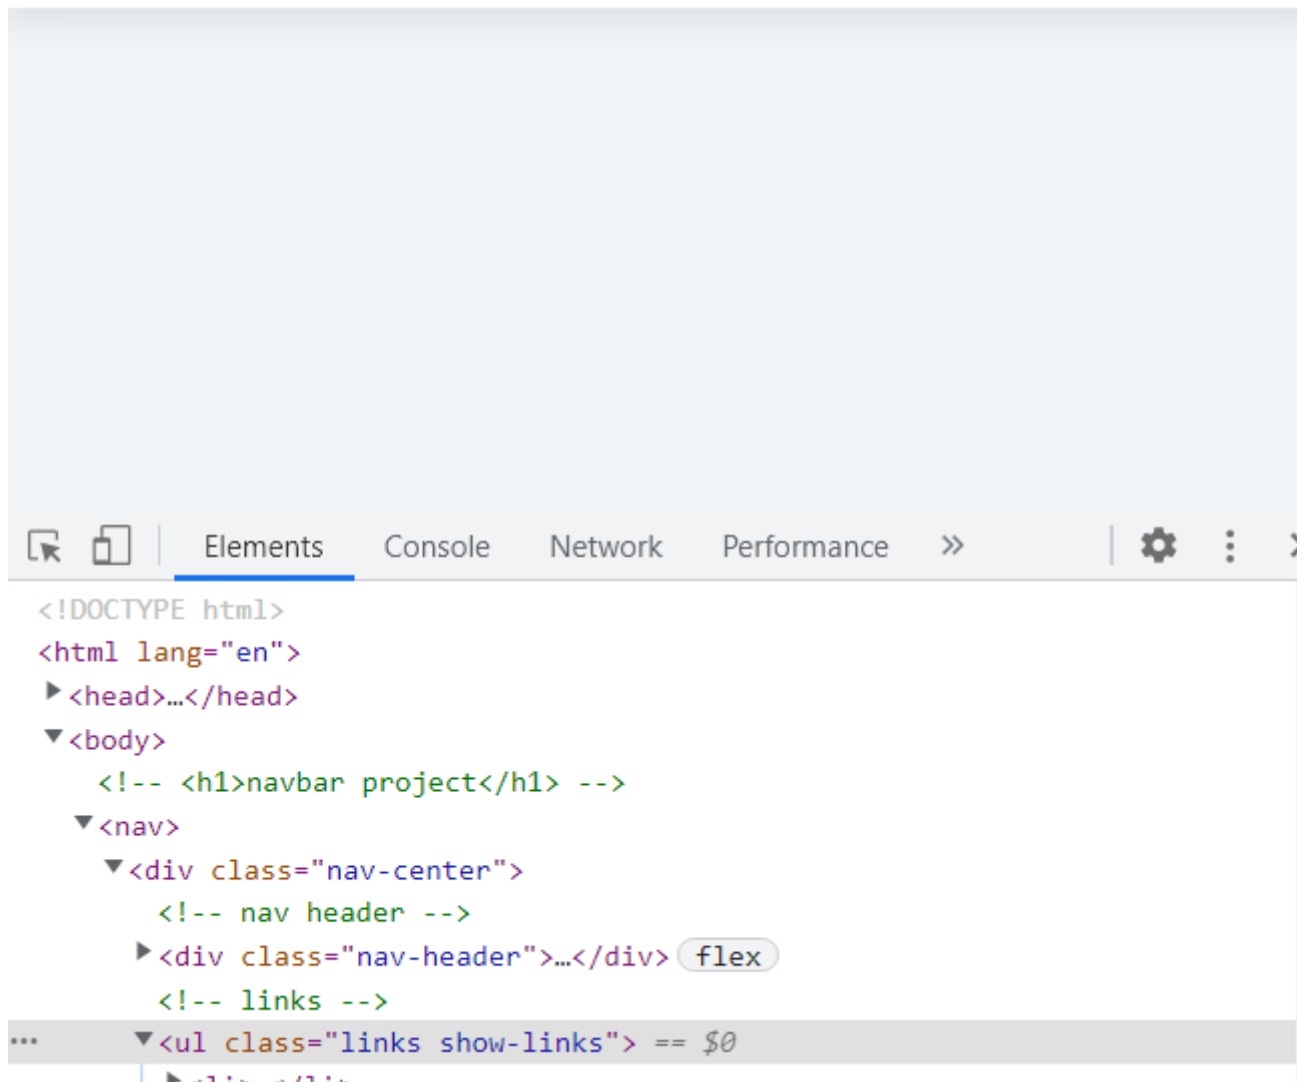 Elements Console Network Performance »
<!DOCTYPE html>
<html lang="en">
<head>…</head>
<body>
<!-- <h1>navbar project</h1> -->
<nav>
<div class="nav-center">
<!-- nav header -->
<div class="nav-header">…</div> flex
<!-- links -->
… <ul class="links show-links"> == $0